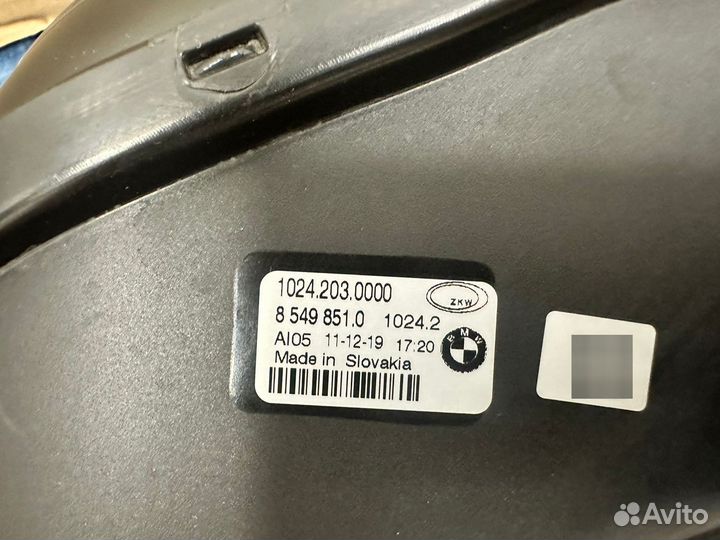 1024.203.0000
ZKW
8 549 851.0 1024.2
AI05 11-12-19 17:20
BMW
Made in Slovakia
Avito